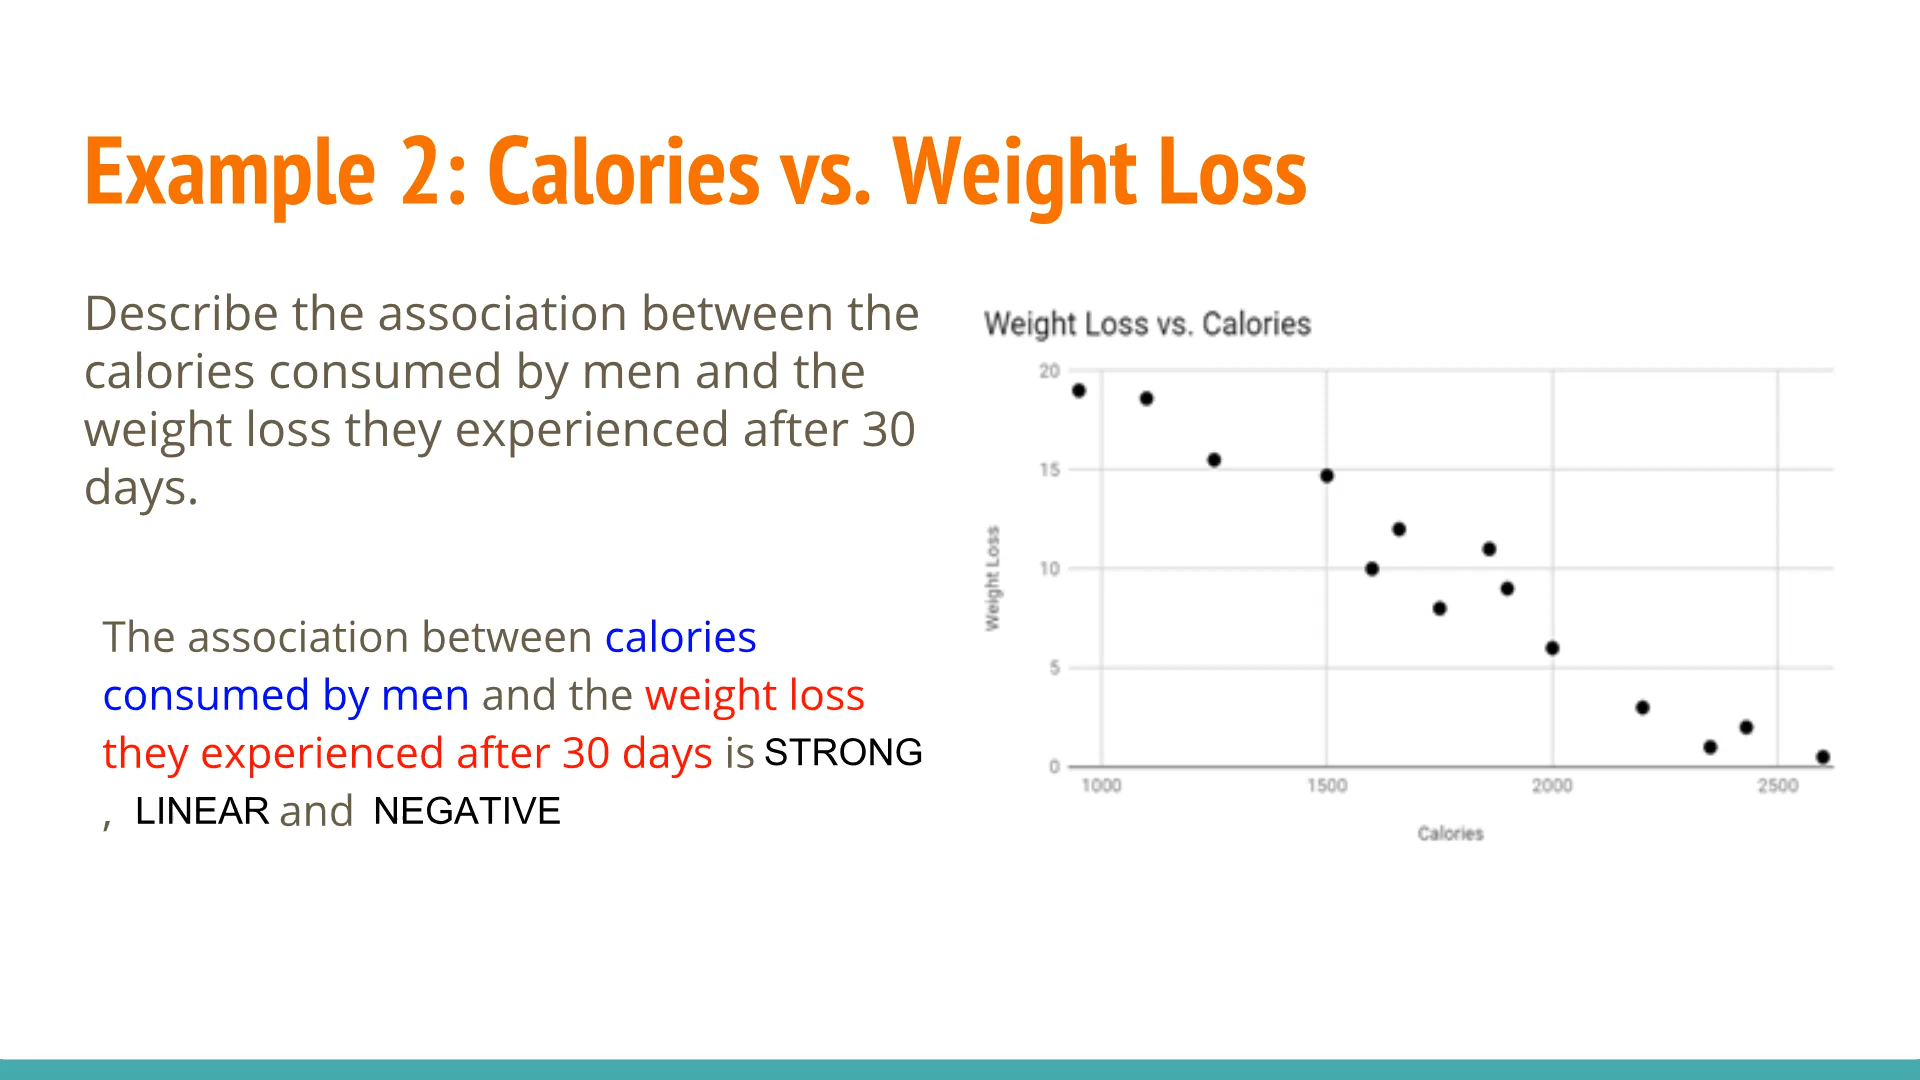 Example 2: Calories vs. Weight Loss
Describe the association between the
calories consumed by men and the
weight loss they experienced after 30
days.
The association between calories
consumed by men and the weight loss
they experienced after 30 days is STRONG
, LINEAR and NEGATIVE
Weight Loss vs. Calories
20
15
10
5
0
Weight Loss
1000 1500 2000 2500
Calories